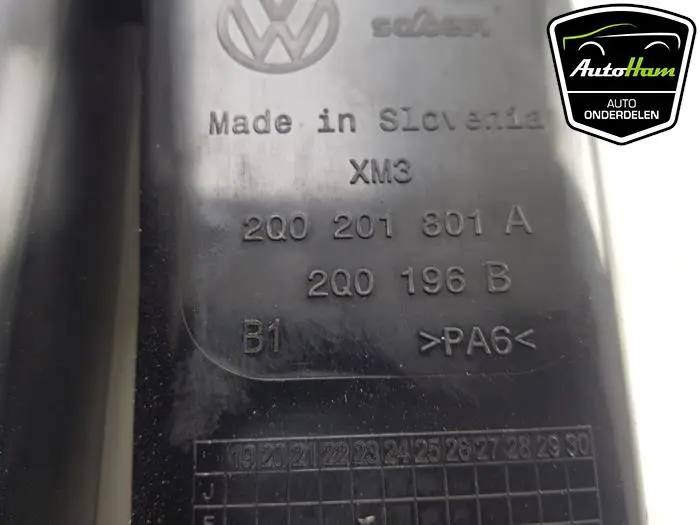 AutoHam
AUTO
ONDERDELEN
Made in Slovenia
XM3
2Q0 201 801 A
2Q0 196 B
B1 >PA6<
19 20 21 22 23 24 25 26 27 28 29 30
J
F